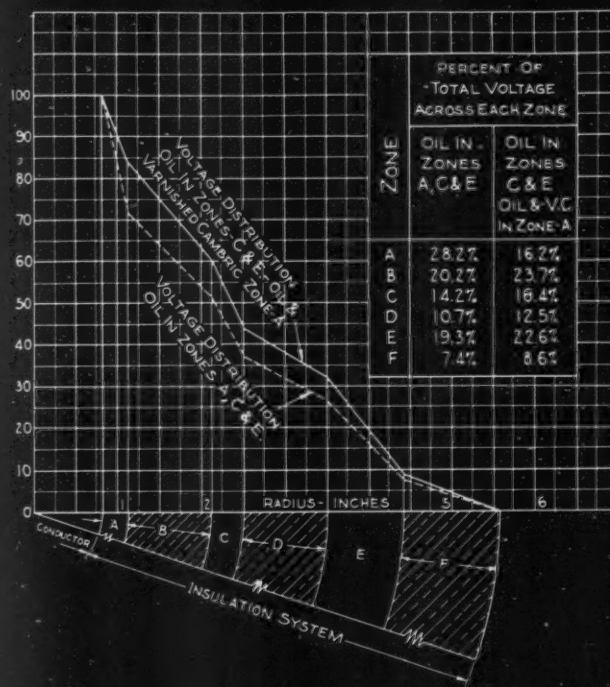 PERCENT OF
TOTAL VOLTAGE
ACROSS EACH ZONE
ZONE
OIL IN
ZONES
A,C&E
OIL IN
ZONES
C&E
OIL & V.C
IN ZONE-A
A 28.2% 16.2%
B 20.2% 23.7%
C 14.2% 16.4%
D 10.7% 12.5%
E 19.3% 22.6%
F 7.4% 8.6%
100
90
80
70
60
50
40
30
20
10
0
VOLTAGE DISTRIBUTION
OIL IN ZONES-C & E.-OIL &
VARNISHED CAMBRIC ZONE-A
VOLTAGE DISTRIBUTION
OIL IN ZONES A,C & E.
1 2 RADIUS-INCHES 5 6
CONDUCTOR
A B C D E F
INSULATION SYSTEM